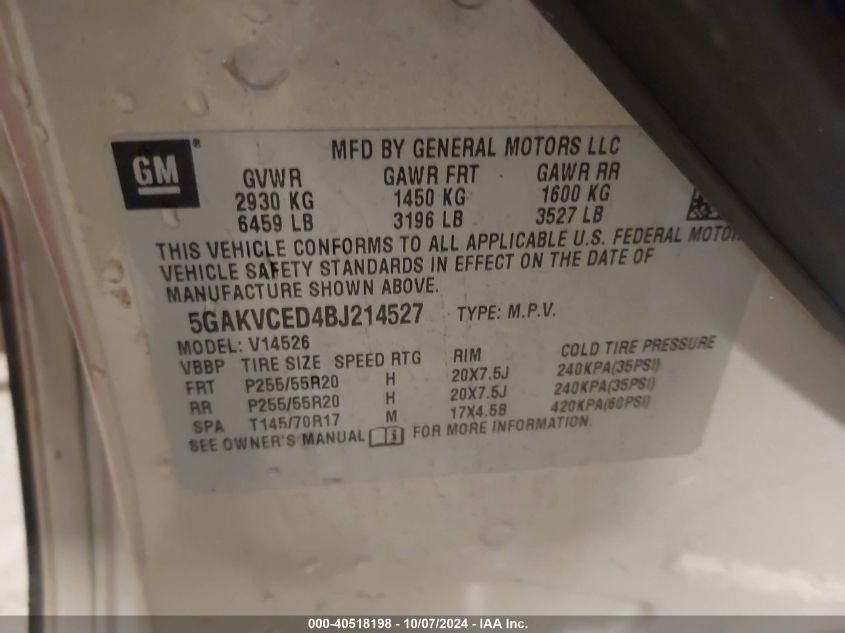 GM®
MFD BY GENERAL MOTORS LLC
GVWR GAWR FRT GAWR RR
2930 KG 1450 KG 1600 KG
6459 LB 3196 LB 3527 LB
THIS VEHICLE CONFORMS TO ALL APPLICABLE U.S. FEDERAL MOTOR
VEHICLE SAFETY STANDARDS IN EFFECT ON THE DATE OF
MANUFACTURE SHOWN ABOVE.
5GAKVCED4BJ214527 TYPE: M.P.V.
MODEL: V14526
VBBP TIRE SIZE SPEED RTG RIM COLD TIRE PRESSURE
FRT P255/55R20 H 20X7.5J 240KPA(35PSI)
RR P255/55R20 H 20X7.5J 240KPA(35PSI)
SPA T145/70R17 M 17X4.5B 420KPA(60PSI)
SEE OWNER'S MANUAL FOR MORE INFORMATION.
000-40518198 - 10/07/2024 - IAA Inc.